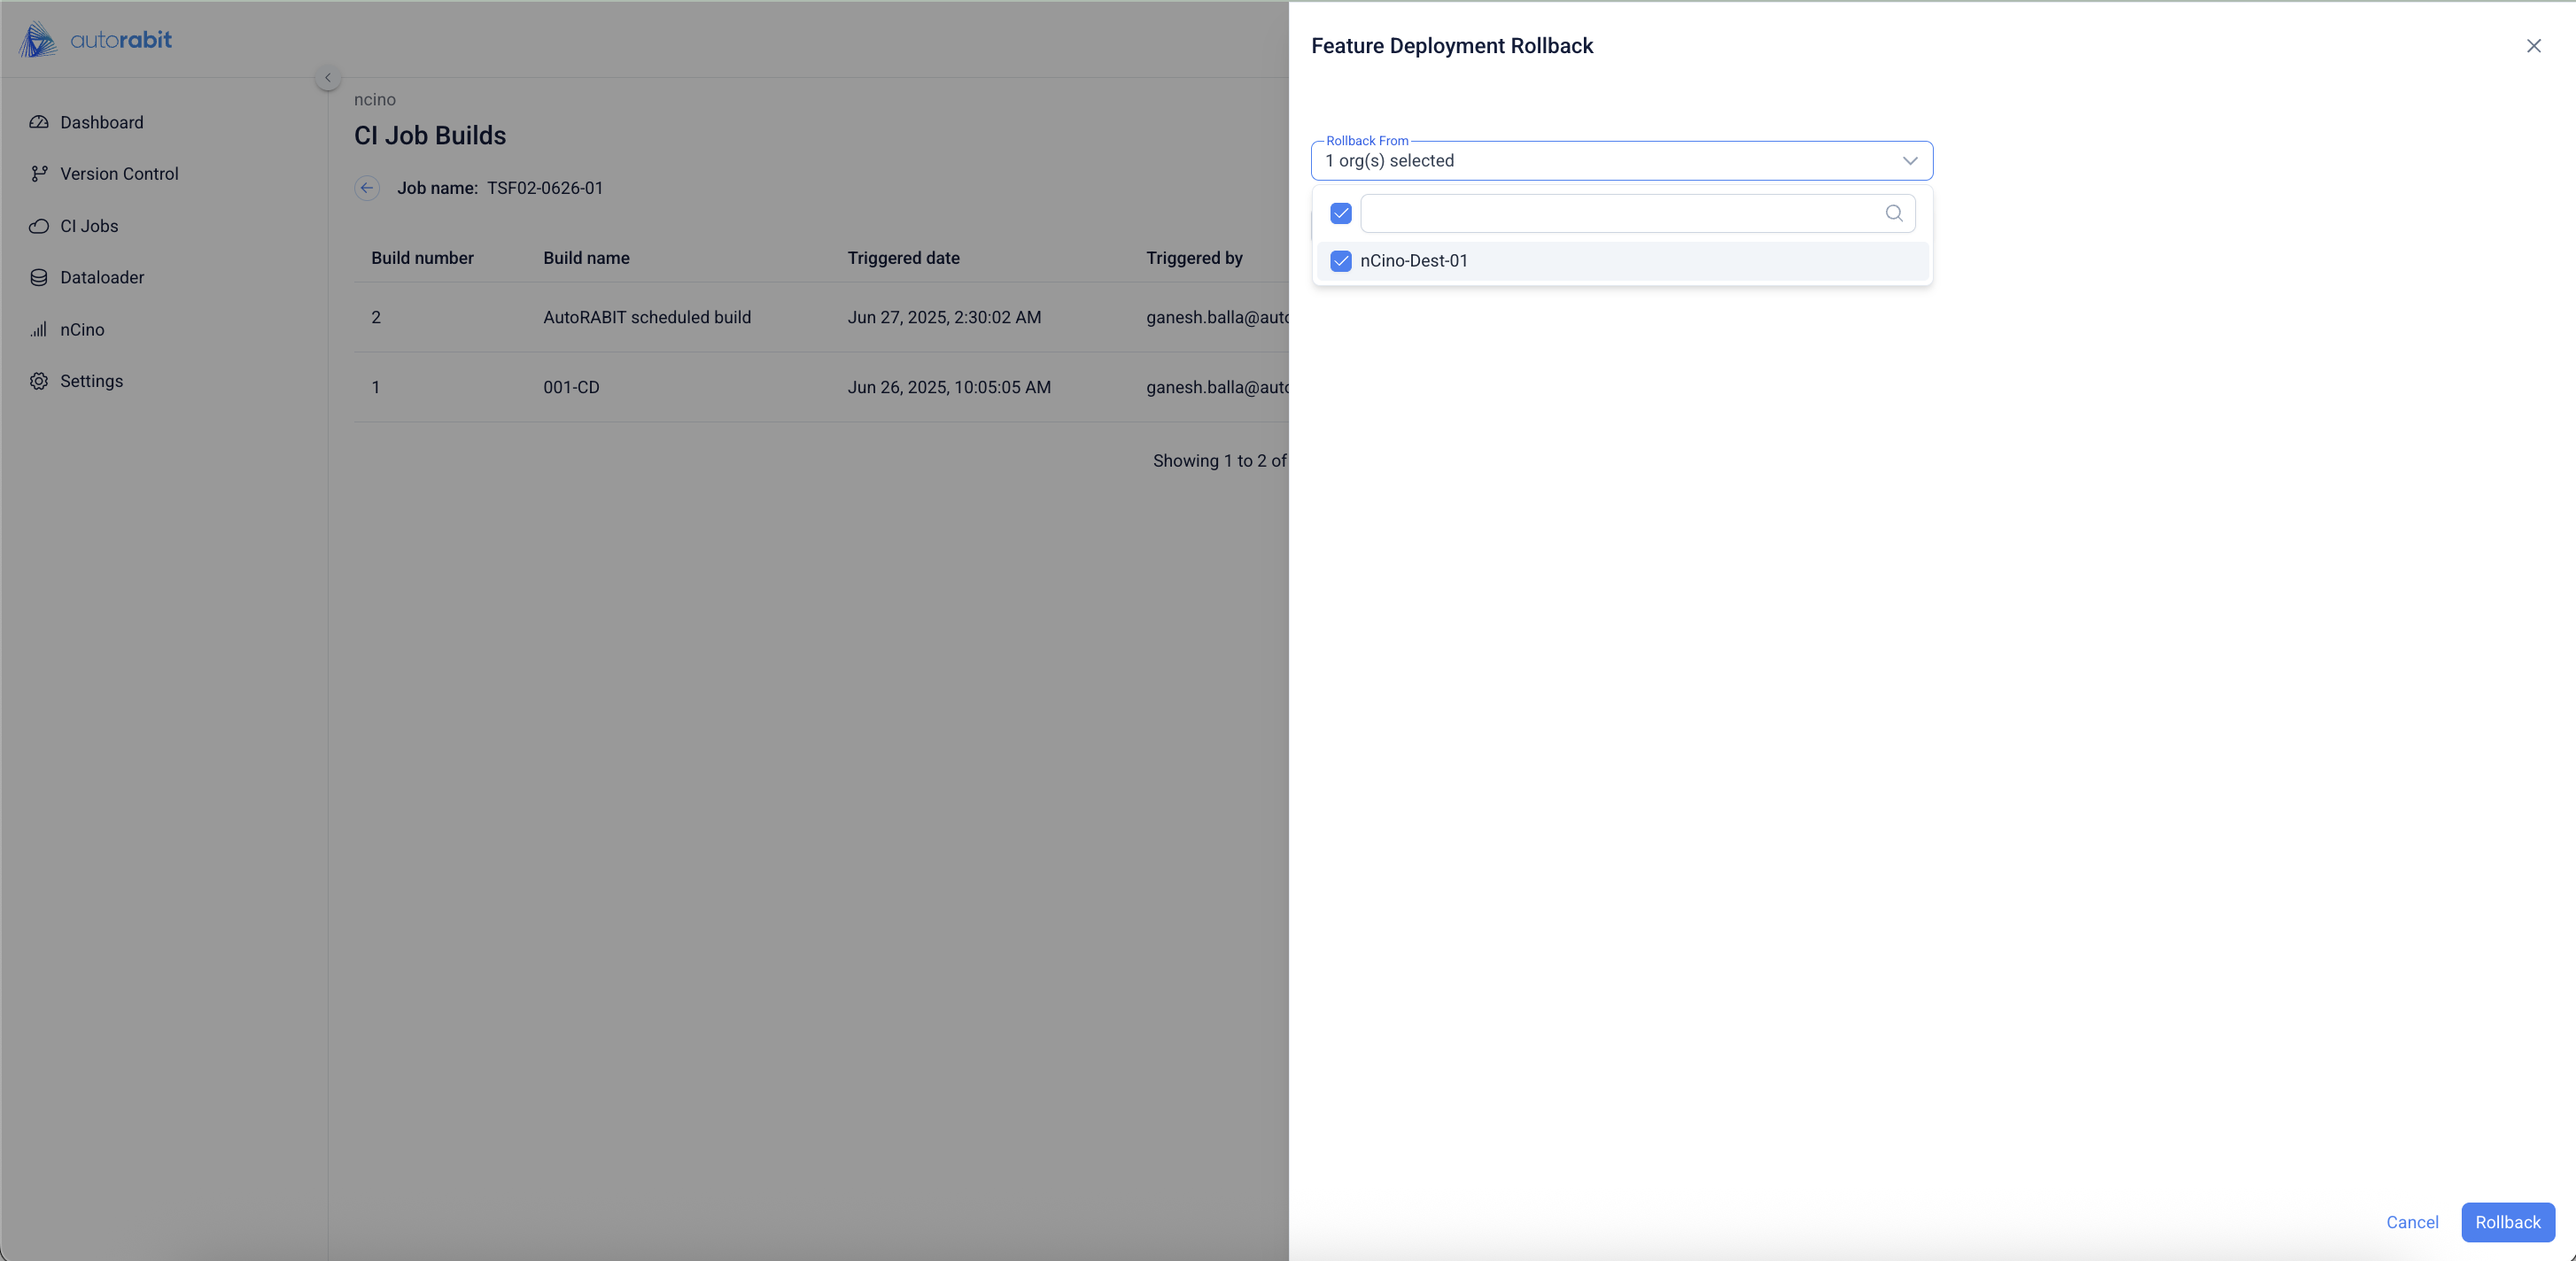 autorabit
Dashboard
Version Control
CI Jobs
Dataloader
nCino
Settings
ncino
CI Job Builds
Job name: TSF02-0626-01
Build number Build name Triggered date Triggered by
2 AutoRABIT scheduled build Jun 27, 2025, 2:30:02 AM ganesh.balla@auto
1 001-CD Jun 26, 2025, 10:05:05 AM ganesh.balla@auto
Showing 1 to 2 of
Feature Deployment Rollback
Rollback From
1 org(s) selected
nCino-Dest-01
Cancel
Rollback